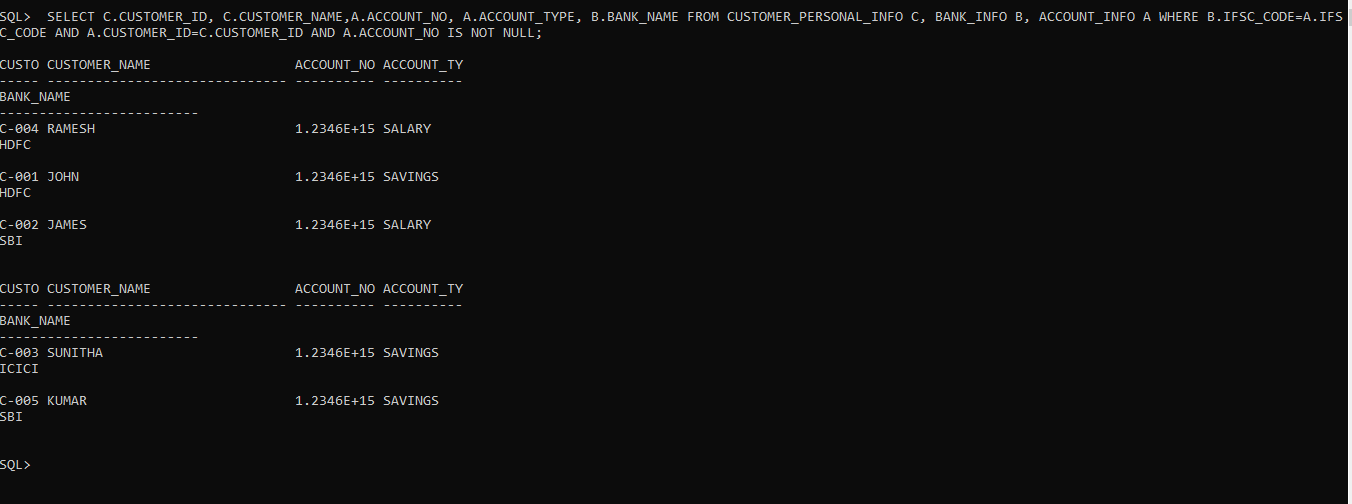 SQL>  SELECT C.CUSTOMER_ID, C.CUSTOMER_NAME,A.ACCOUNT_NO, A.ACCOUNT_TYPE, B.BANK_NAME FROM CUSTOMER_PERSONAL_INFO C, BANK_INFO B, ACCOUNT_INFO A WHERE B.IFSC_CODE=A.IFS
C_CODE AND A.CUSTOMER_ID=C.CUSTOMER_ID AND A.ACCOUNT_NO IS NOT NULL;
CUSTO CUSTOMER_NAME                  ACCOUNT_NO ACCOUNT_TY
----- ------------------------------ ---------- ----------
BANK_NAME
-------------------------
C-004 RAMESH                         1.2346E+15 SALARY
HDFC
C-001 JOHN                           1.2346E+15 SAVINGS
HDFC
C-002 JAMES                          1.2346E+15 SALARY
SBI
CUSTO CUSTOMER_NAME                  ACCOUNT_NO ACCOUNT_TY
----- ------------------------------ ---------- ----------
BANK_NAME
-------------------------
C-003 SUNITHA                        1.2346E+15 SAVINGS
ICICI
C-005 KUMAR                          1.2346E+15 SAVINGS
SBI
SQL>